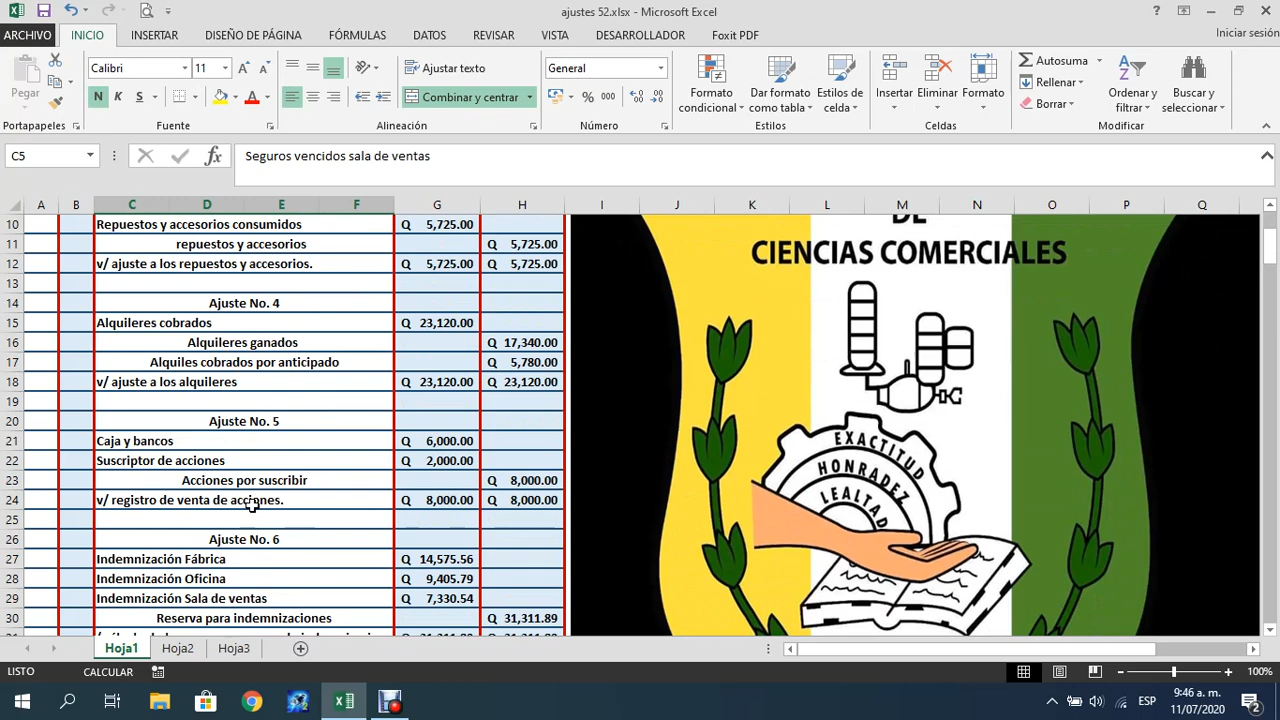 ajustes 52.xlsx - Microsoft Excel
ARCHIVO INICIO INSERTAR DISEÑO DE PÁGINA FÓRMULAS DATOS REVISAR VISTA DESARROLLADOR Foxit PDF Iniciar sesión
Calibri 11 Ajustar texto General Autosuma
Pegar N K S Combinar y centrar % 000 Formato condicional Dar formato como tabla Estilos de celda Insertar Eliminar Formato Rellenar Borrar Ordenar y filtrar Buscar y seleccionar
Portapapeles Fuente Alineación Número Estilos Celdas Modificar
C5 fx Seguros vencidos sala de ventas
A B C D E F G H I J K L M N O P Q
10 Repuestos y accesorios consumidos Q 5,725.00
11 repuestos y accesorios Q 5,725.00
12 v/ ajuste a los repuestos y accesorios. Q 5,725.00 Q 5,725.00
13
14 Ajuste No. 4
15 Alquileres cobrados Q 23,120.00
16 Alquileres ganados Q 17,340.00
17 Alquiles cobrados por anticipado Q 5,780.00
18 v/ ajuste a los alquileres Q 23,120.00 Q 23,120.00
19
20 Ajuste No. 5
21 Caja y bancos Q 6,000.00
22 Suscriptor de acciones Q 2,000.00
23 Acciones por suscribir Q 8,000.00
24 v/ registro de venta de acciones. Q 8,000.00 Q 8,000.00
25
26 Ajuste No. 6
27 Indemnización Fábrica Q 14,575.56
28 Indemnización Oficina Q 9,405.79
29 Indemnización Sala de ventas Q 7,330.54
30 Reserva para indemnizaciones Q 31,311.89
DE
CIENCIAS COMERCIALES
EXACTITUD
HONRADEZ
LEALTAD
Hoja1 Hoja2 Hoja3
LISTO CALCULAR 100%
ESP 9:46 a. m.
11/07/2020
2